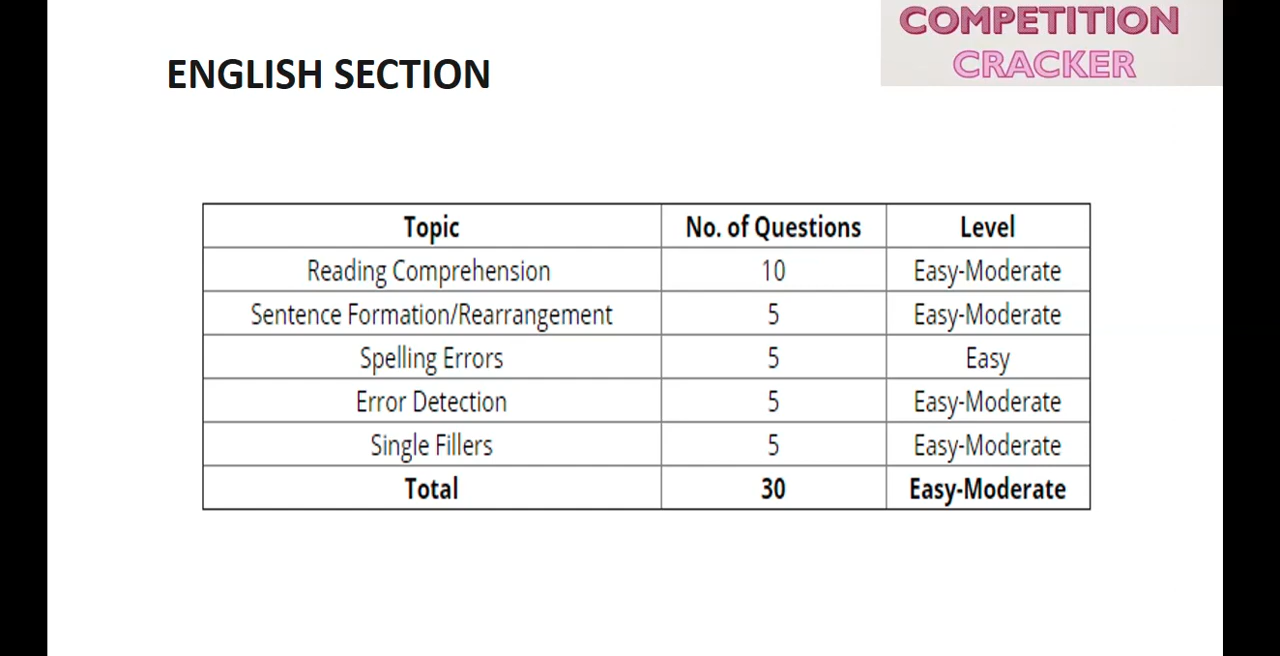 COMPETITION
CRACKER
ENGLISH SECTION
Topic No. of Questions Level
Reading Comprehension 10 Easy-Moderate
Sentence Formation/Rearrangement 5 Easy-Moderate
Spelling Errors 5 Easy
Error Detection 5 Easy-Moderate
Single Fillers 5 Easy-Moderate
Total 30 Easy-Moderate